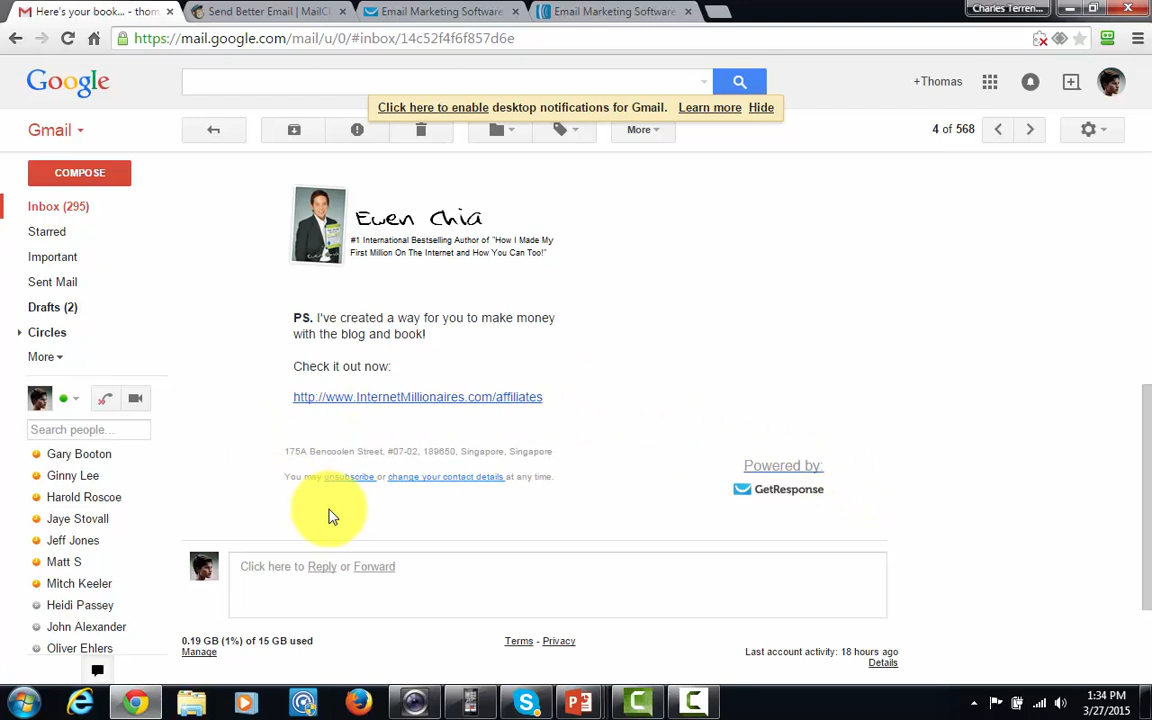 Here's your book... - thom
Send Better Email | MailC
Email Marketing Software
Email Marketing Software
Charles Terren...
https://mail.google.com/mail/u/0/#inbox/14c52f4f6f857d6e
Google
+Thomas
Click here to enable desktop notifications for Gmail. Learn more Hide
Gmail
More
4 of 568
COMPOSE
Inbox (295)
Starred
Important
Sent Mail
Drafts (2)
Circles
More
Search people...
Gary Booton
Ginny Lee
Harold Roscoe
Jaye Stovall
Jeff Jones
Matt S
Mitch Keeler
Heidi Passey
John Alexander
Oliver Ehlers
Ewen Chia
#1 International Bestselling Author of "How I Made My
First Million On The Internet and How You Can Too!"
PS. I've created a way for you to make money
with the blog and book!
Check it out now:
http://www.InternetMillionaires.com/affiliates
175A Bencoolen Street, #07-02, 189650, Singapore, Singapore
You may unsubscribe or change your contact details at any time.
Powered by:
GetResponse
Click here to Reply or Forward
0.19 GB (1%) of 15 GB used
Manage
Terms - Privacy
Last account activity: 18 hours ago
Details
1:34 PM
3/27/2015